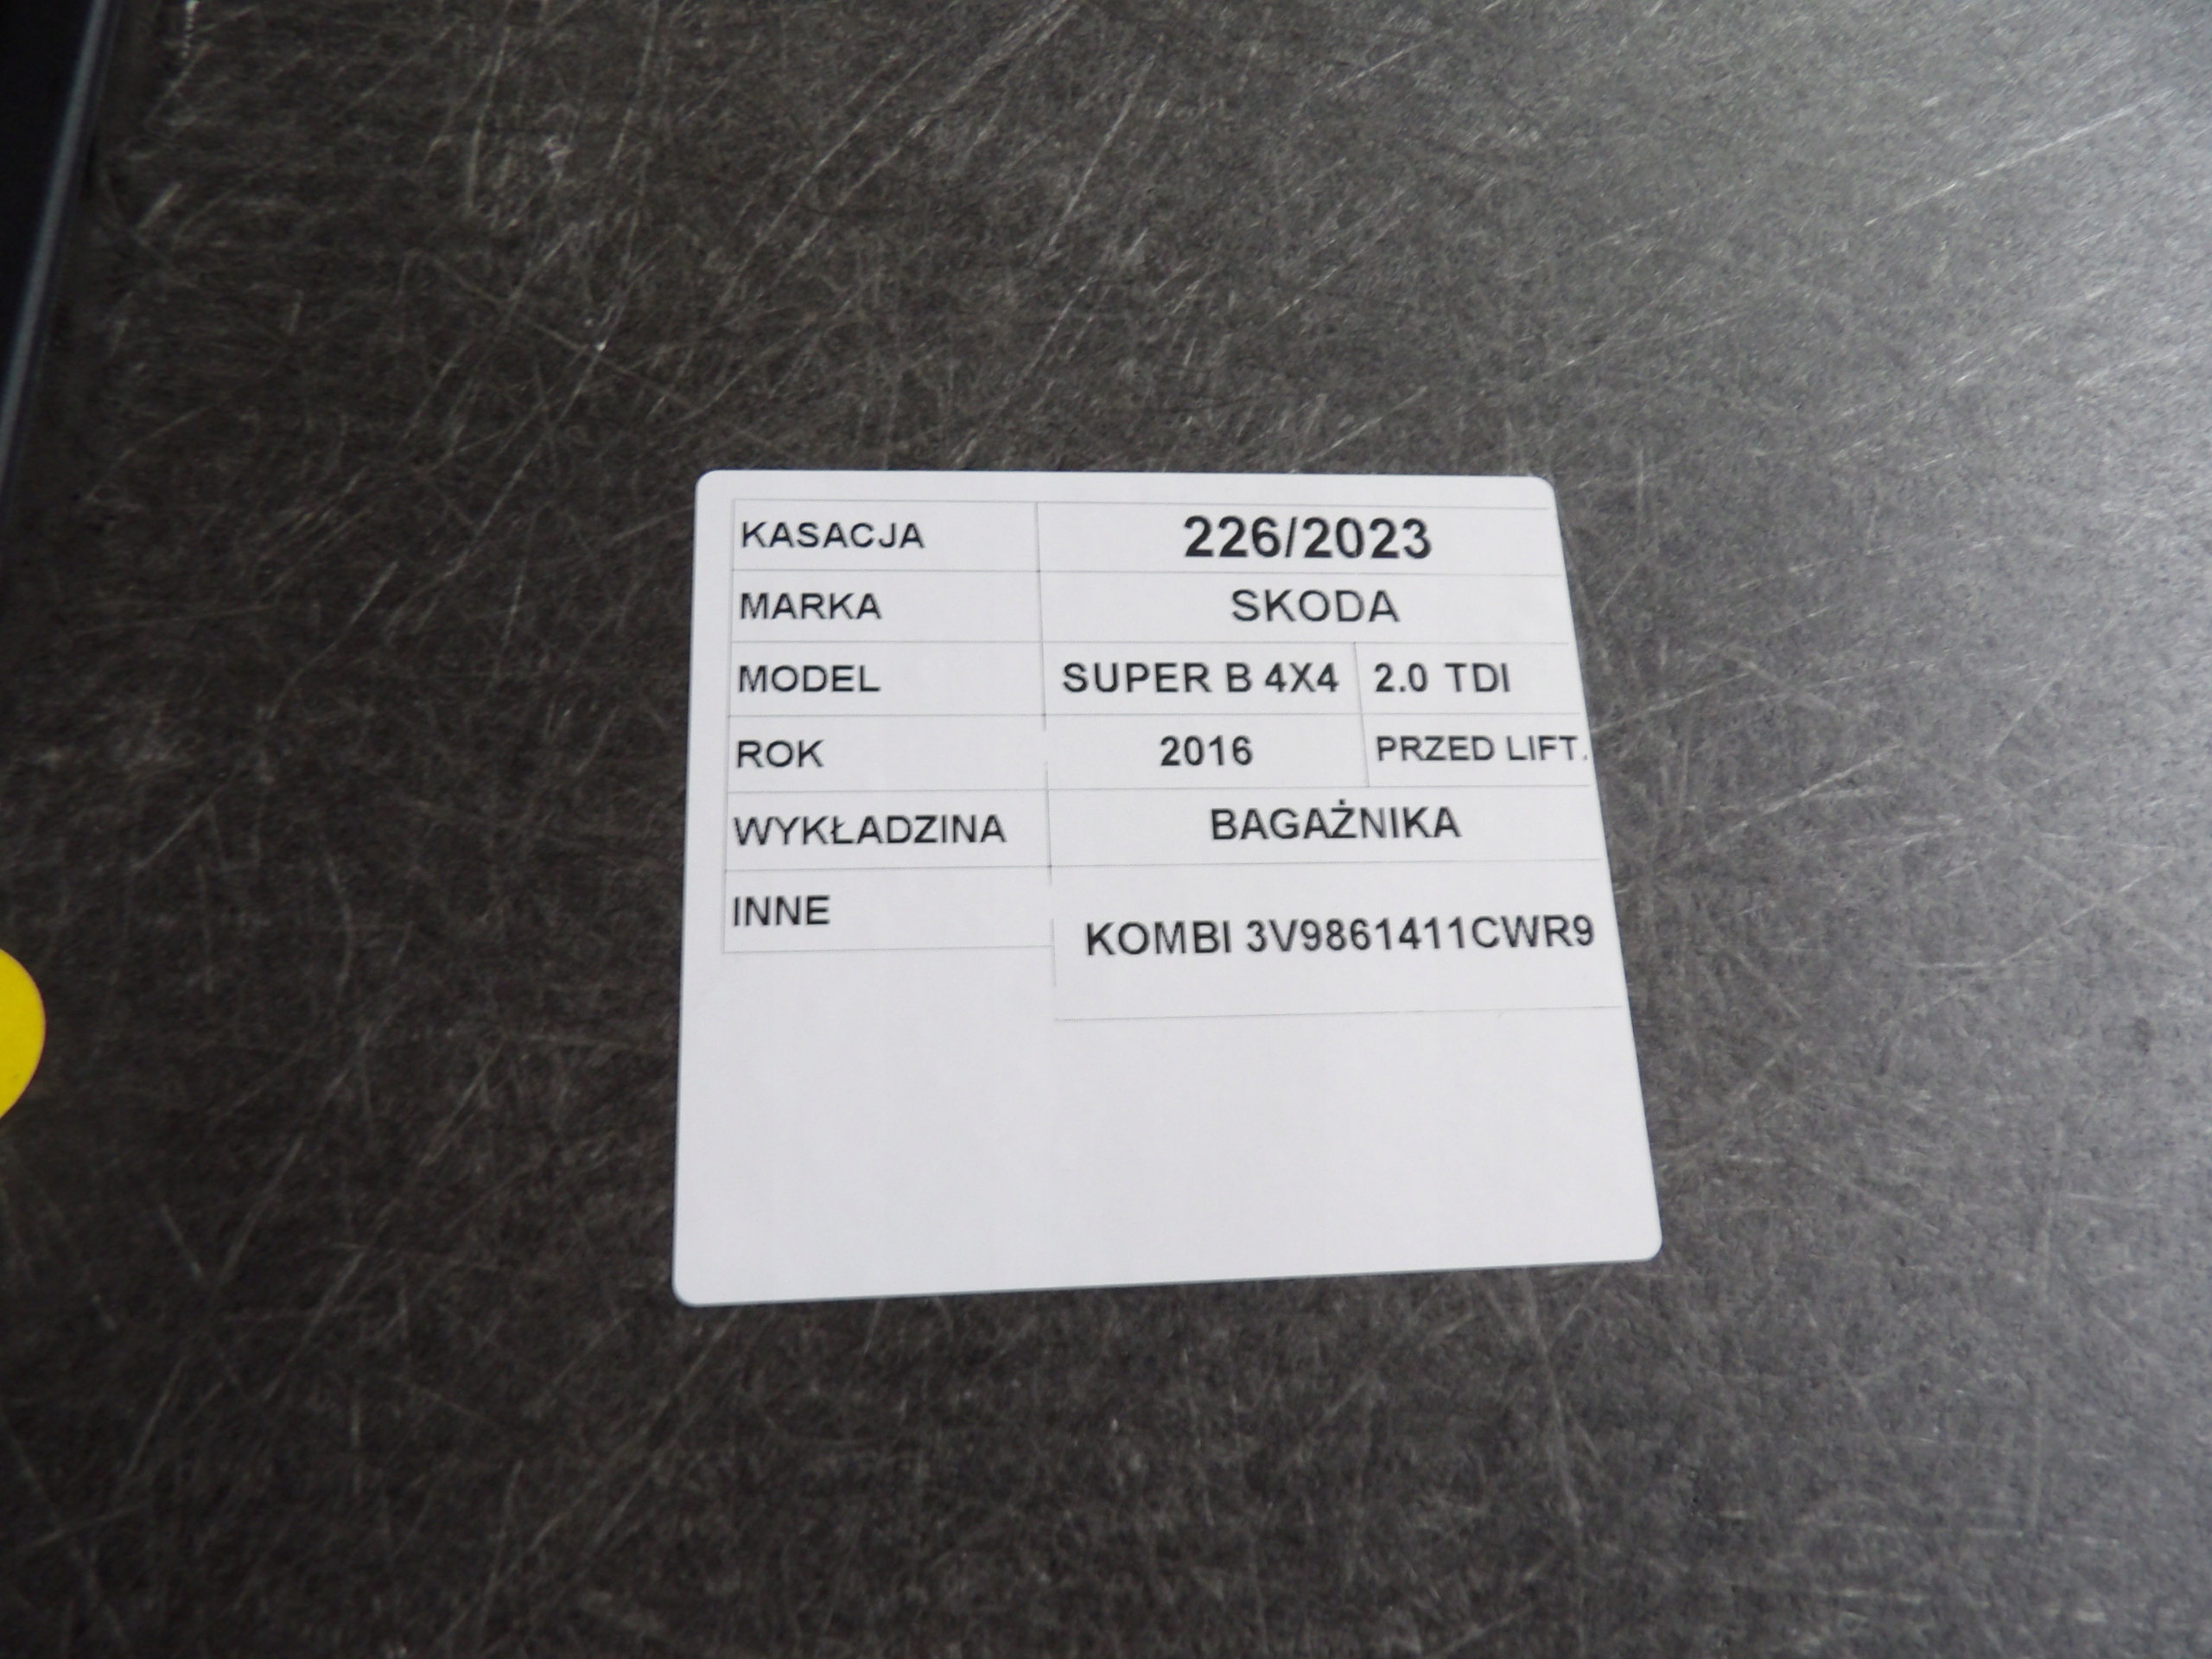 KASACJA 226/2023
MARKA SKODA
MODEL SUPER B 4X4 2.0 TDI
ROK 2016 PRZED LIFT.
WYKŁADZINA BAGAŻNIKA
INNE KOMBI 3V9861411CWR9